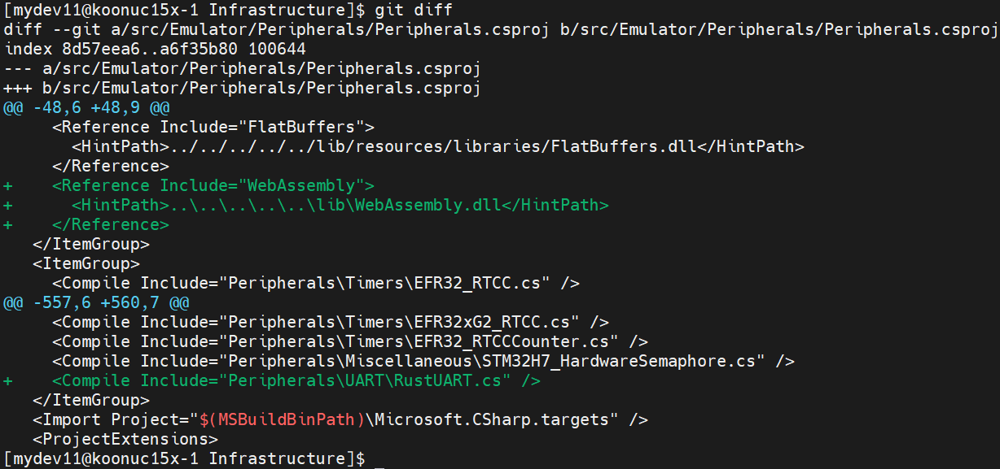 [mydev11@koonuc15x-1 Infrastructure]$ git diff
diff --git a/src/Emulator/Peripherals/Peripherals.csproj b/src/Emulator/Peripherals/Peripherals.csproj
index 8d57eea6..a6f35b80 100644
--- a/src/Emulator/Peripherals/Peripherals.csproj
+++ b/src/Emulator/Peripherals/Peripherals.csproj
@@ -48,6 +48,9 @@
     <Reference Include="FlatBuffers">
       <HintPath>../../../../../lib/resources/libraries/FlatBuffers.dll</HintPath>
     </Reference>
+    <Reference Include="WebAssembly">
+      <HintPath>..\..\..\..\..\lib\WebAssembly.dll</HintPath>
+    </Reference>
   </ItemGroup>
   <ItemGroup>
     <Compile Include="Peripherals\Timers\EFR32_RTCC.cs" />
@@ -557,6 +560,7 @@
     <Compile Include="Peripherals\Timers\EFR32xG2_RTCC.cs" />
     <Compile Include="Peripherals\Timers\EFR32_RTCCCounter.cs" />
     <Compile Include="Peripherals\Miscellaneous\STM32H7_HardwareSemaphore.cs" />
+    <Compile Include="Peripherals\UART\RustUART.cs" />
   </ItemGroup>
   <Import Project="$(MSBuildBinPath)\Microsoft.CSharp.targets" />
   <ProjectExtensions>
[mydev11@koonuc15x-1 Infrastructure]$ _